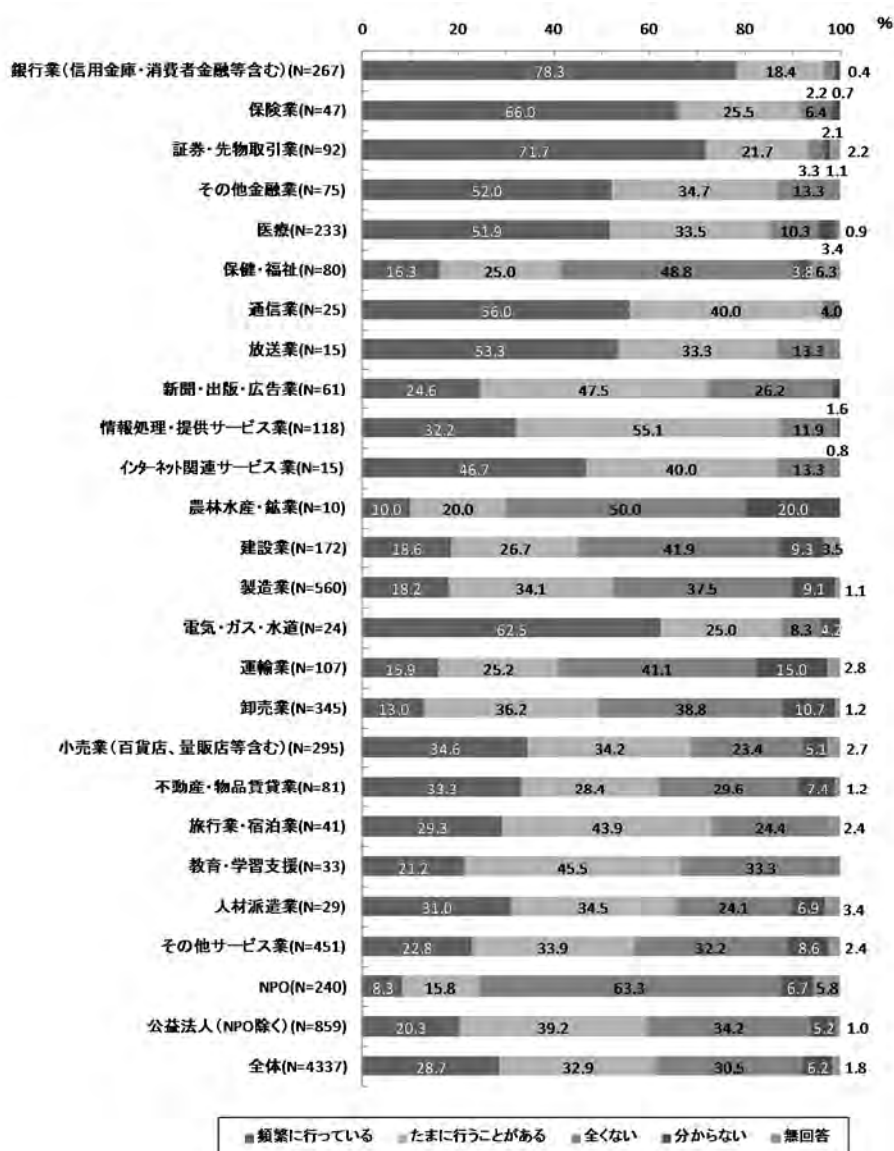 0 20 40 60 80 100 %
銀行業(信用金庫・消費者金融等含む)(N=267) 78.3 18.4 0.4
2.2 0.7
保険業(N=47) 66.0 25.5 6.4
2.1
証券・先物取引業(N=92) 71.7 21.7 2.2
3.3 1.1
その他金融業(N=75) 52.0 34.7 13.3
医療(N=233) 51.9 33.5 10.3 0.9
3.4
保健・福祉(N=80) 16.3 25.0 48.8 3.8 6.3
通信業(N=25) 56.0 40.0 4.0
放送業(N=15) 53.3 33.3 13.3
新聞・出版・広告業(N=61) 24.6 47.5 26.2
1.6
情報処理・提供サービス業(N=118) 32.2 55.1 11.9
0.8
インターネット関連サービス業(N=15) 46.7 40.0 13.3
農林水産・鉱業(N=10) 10.0 20.0 50.0 20.0
建設業(N=172) 18.6 26.7 41.9 9.3 3.5
製造業(N=560) 18.2 34.1 37.5 9.1 1.1
電気・ガス・水道(N=24) 62.5 25.0 8.3 4.2
運輸業(N=107) 15.9 25.2 41.1 15.0 2.8
卸売業(N=345) 13.0 36.2 38.8 10.7 1.2
小売業(百貨店、量販店等含む)(N=295) 34.6 34.2 23.4 5.1 2.7
不動産・物品賃貸業(N=81) 33.3 28.4 29.6 7.4 1.2
旅行業・宿泊業(N=41) 29.3 43.9 24.4 2.4
教育・学習支援(N=33) 21.2 45.5 33.3
人材派遣業(N=29) 31.0 34.5 24.1 6.9 3.4
その他サービス業(N=451) 22.8 33.9 32.2 8.6 2.4
NPO(N=240) 8.3 15.8 63.3 6.7 5.8
公益法人(NPO除く)(N=859) 20.3 39.2 34.2 5.2 1.0
全体(N=4337) 28.7 32.9 30.5 6.2 1.8
頻繁に行っている たまに行うことがある 全くない 分からない 無回答